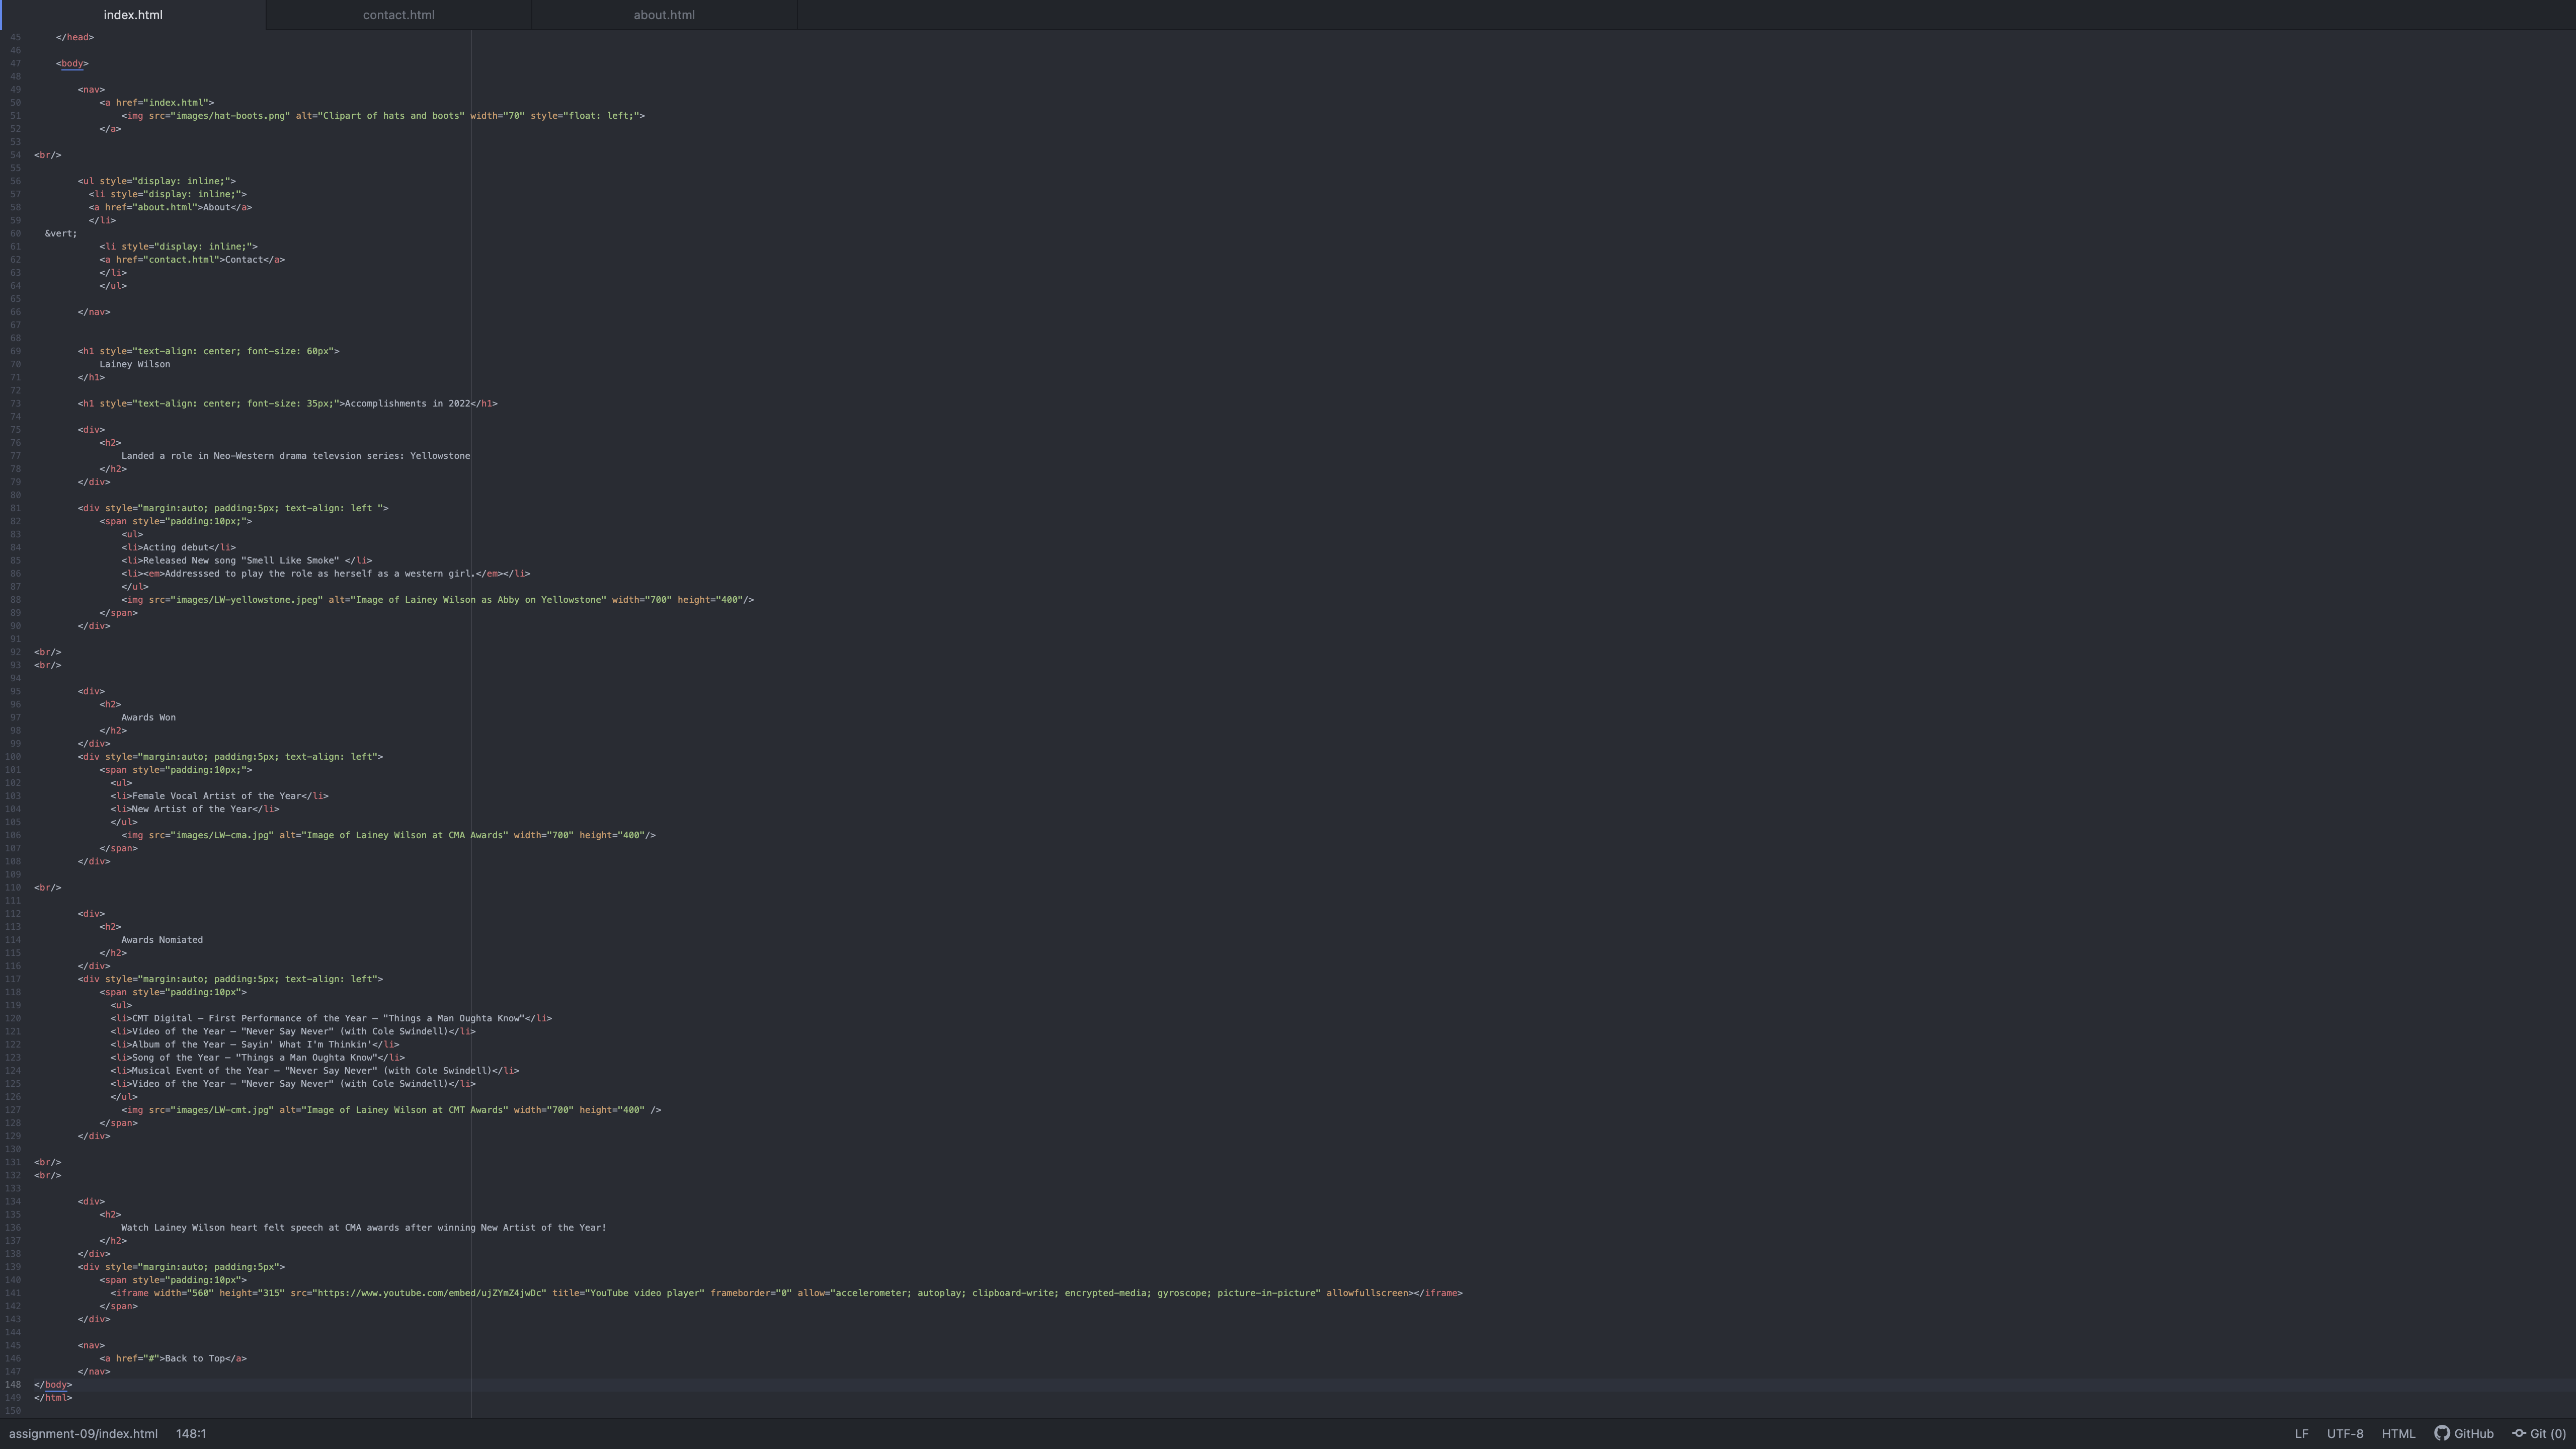 index.html
contact.html
about.html
45 </head>
46
47 <body>
48
49 <nav>
50 <a href="index.html">
51 <img src="images/hat-boots.png" alt="Clipart of hats and boots" width="70" style="float: left;">
52 </a>
53
54 <br/>
55
56 <ul style="display: inline;">
57 <li style="display: inline;">
58 <a href="about.html">About</a>
59 </li>
60 &vert;
61 <li style="display: inline;">
62 <a href="contact.html">Contact</a>
63 </li>
64 </ul>
65
66 </nav>
67
68
69 <h1 style="text-align: center; font-size: 60px">
70 Lainey Wilson
71 </h1>
72
73 <h1 style="text-align: center; font-size: 35px;">Accomplishments in 2022</h1>
74
75 <div>
76 <h2>
77 Landed a role in Neo-Western drama televsion series: Yellowstone
78 </h2>
79 </div>
80
81 <div style="margin:auto; padding:5px; text-align: left ">
82 <span style="padding:10px;">
83 <ul>
84 <li>Acting debut</li>
85 <li>Released New song "Smell Like Smoke" </li>
86 <li><em>Addresssed to play the role as herself as a western girl.</em></li>
87 </ul>
88 <img src="images/LW-yellowstone.jpeg" alt="Image of Lainey Wilson as Abby on Yellowstone" width="700" height="400"/>
89 </span>
90 </div>
91
92 <br/>
93 <br/>
94
95 <div>
96 <h2>
97 Awards Won
98 </h2>
99 </div>
100 <div style="margin:auto; padding:5px; text-align: left">
101 <span style="padding:10px;">
102 <ul>
103 <li>Female Vocal Artist of the Year</li>
104 <li>New Artist of the Year</li>
105 </ul>
106 <img src="images/LW-cma.jpg" alt="Image of Lainey Wilson at CMA Awards" width="700" height="400"/>
107 </span>
108 </div>
109
110 <br/>
111
112 <div>
113 <h2>
114 Awards Nomiated
115 </h2>
116 </div>
117 <div style="margin:auto; padding:5px; text-align: left">
118 <span style="padding:10px">
119 <ul>
120 <li>CMT Digital – First Performance of the Year – "Things a Man Oughta Know"</li>
121 <li>Video of the Year – "Never Say Never" (with Cole Swindell)</li>
122 <li>Album of the Year – Sayin' What I'm Thinkin'</li>
123 <li>Song of the Year – "Things a Man Oughta Know"</li>
124 <li>Musical Event of the Year – "Never Say Never" (with Cole Swindell)</li>
125 <li>Video of the Year – "Never Say Never" (with Cole Swindell)</li>
126 </ul>
127 <img src="images/LW-cmt.jpg" alt="Image of Lainey Wilson at CMT Awards" width="700" height="400" />
128 </span>
129 </div>
130
131 <br/>
132 <br/>
133
134 <div>
135 <h2>
136 Watch Lainey Wilson heart felt speech at CMA awards after winning New Artist of the Year!
137 </h2>
138 </div>
139 <div style="margin:auto; padding:5px">
140 <span style="padding:10px">
141 <iframe width="560" height="315" src="https://www.youtube.com/embed/ujZYmZ4jwDc" title="YouTube video player" frameborder="0" allow="accelerometer; autoplay; clipboard-write; encrypted-media; gyroscope; picture-in-picture" allowfullscreen></iframe>
142 </span>
143 </div>
144
145 <nav>
146 <a href="#">Back to Top</a>
147 </nav>
148 </body>
149 </html>
150
assignment-09/index.html 148:1 LF UTF-8 HTML GitHub Git (0)